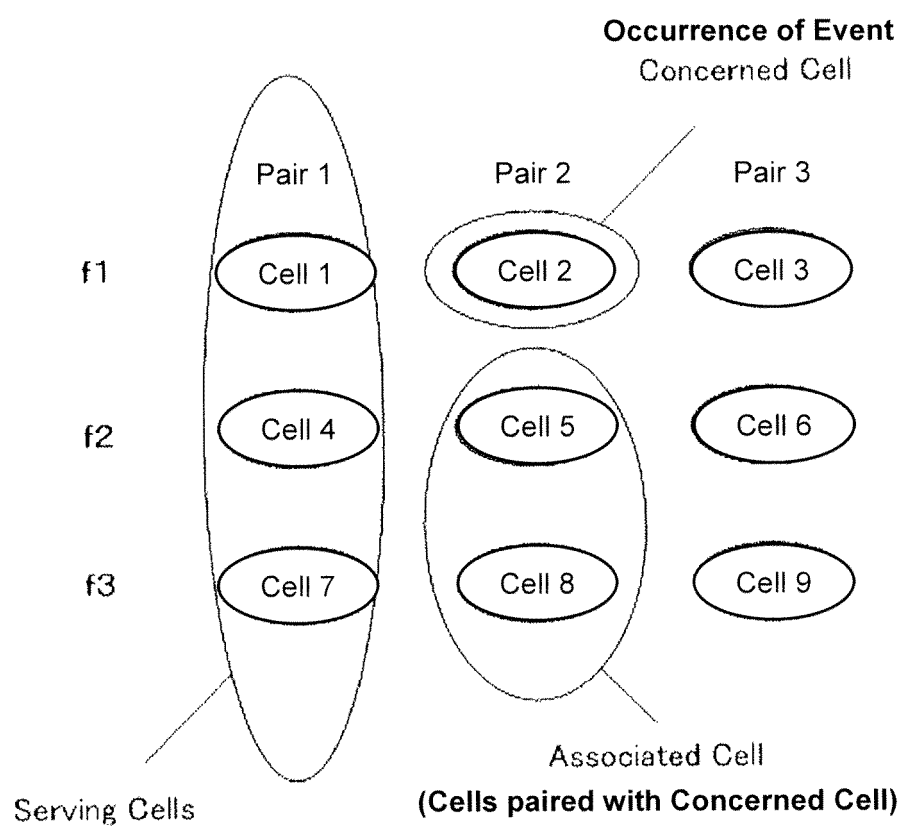 Occurrence of Event
Concerned Cell
Pair 1 Pair 2 Pair 3
f1 Cell 1 Cell 2 Cell 3
f2 Cell 4 Cell 5 Cell 6
f3 Cell 7 Cell 8 Cell 9
Associated Cell
Serving Cells (Cells paired with Concerned Cell)